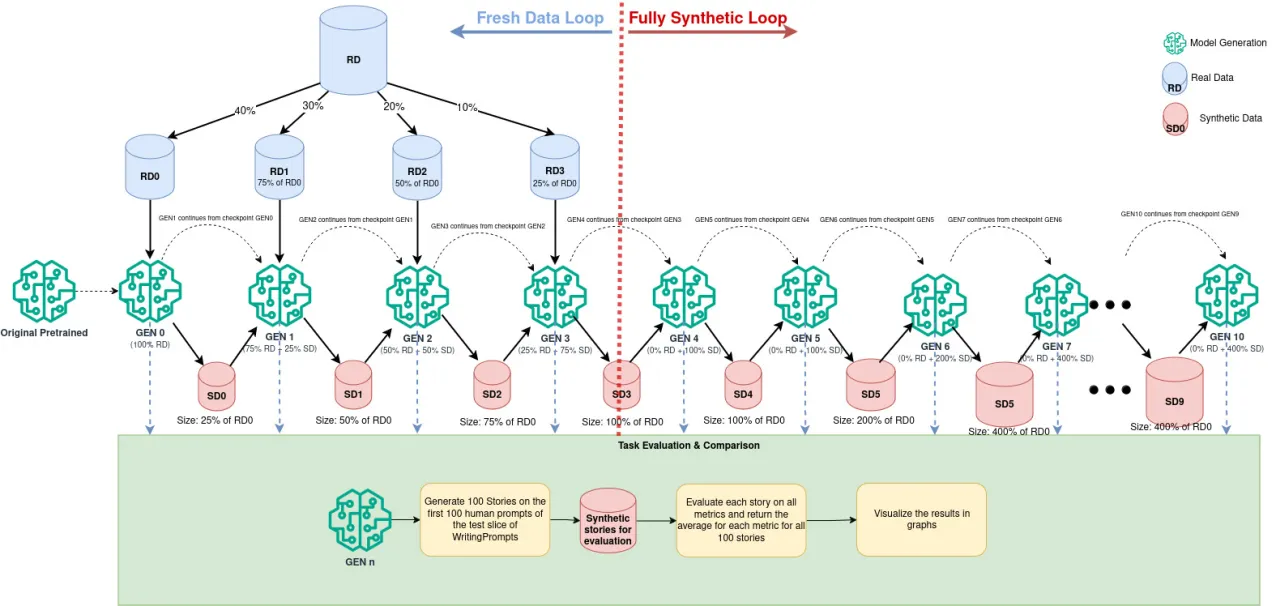 Fresh Data Loop
Fully Synthetic Loop
Model Generation
Real Data
RD
Synthetic Data
SD0
RD
40%
30%
20%
10%
RD0
RD1
75% of RD0
RD2
50% of RD0
RD3
25% of RD0
GEN1 continues from checkpoint GEN0
GEN2 continues from checkpoint GEN1
GEN3 continues from checkpoint GEN2
GEN4 continues from checkpoint GEN3
GEN5 continues from checkpoint GEN4
GEN6 continues from checkpoint GEN5
GEN7 continues from checkpoint GEN6
GEN10 continues from checkpoint GEN9
Original Pretrained
GEN 0
(100% RD)
GEN 1
(75% RD + 25% SD)
GEN 2
(50% RD + 50% SD)
GEN 3
(25% RD + 75% SD)
GEN 4
(0% RD + 100% SD)
GEN 5
(0% RD + 100% SD)
GEN 6
(0% RD + 200% SD)
GEN 7
(0% RD + 400% SD)
GEN 10
(0% RD + 400% SD)
SD0
Size: 25% of RD0
SD1
Size: 50% of RD0
SD2
Size: 75% of RD0
SD3
Size: 100% of RD0
SD4
Size: 100% of RD0
SD5
Size: 200% of RD0
SD5
Size: 400% of RD0
SD9
Size: 400% of RD0
Task Evaluation & Comparison
GEN n
Generate 100 Stories on the
first 100 human prompts of
the test slice of
WritingPrompts
Synthetic
stories for
evaluation
Evaluate each story on all
metrics and return the
average for each metric for all
100 stories
Visualize the results in
graphs